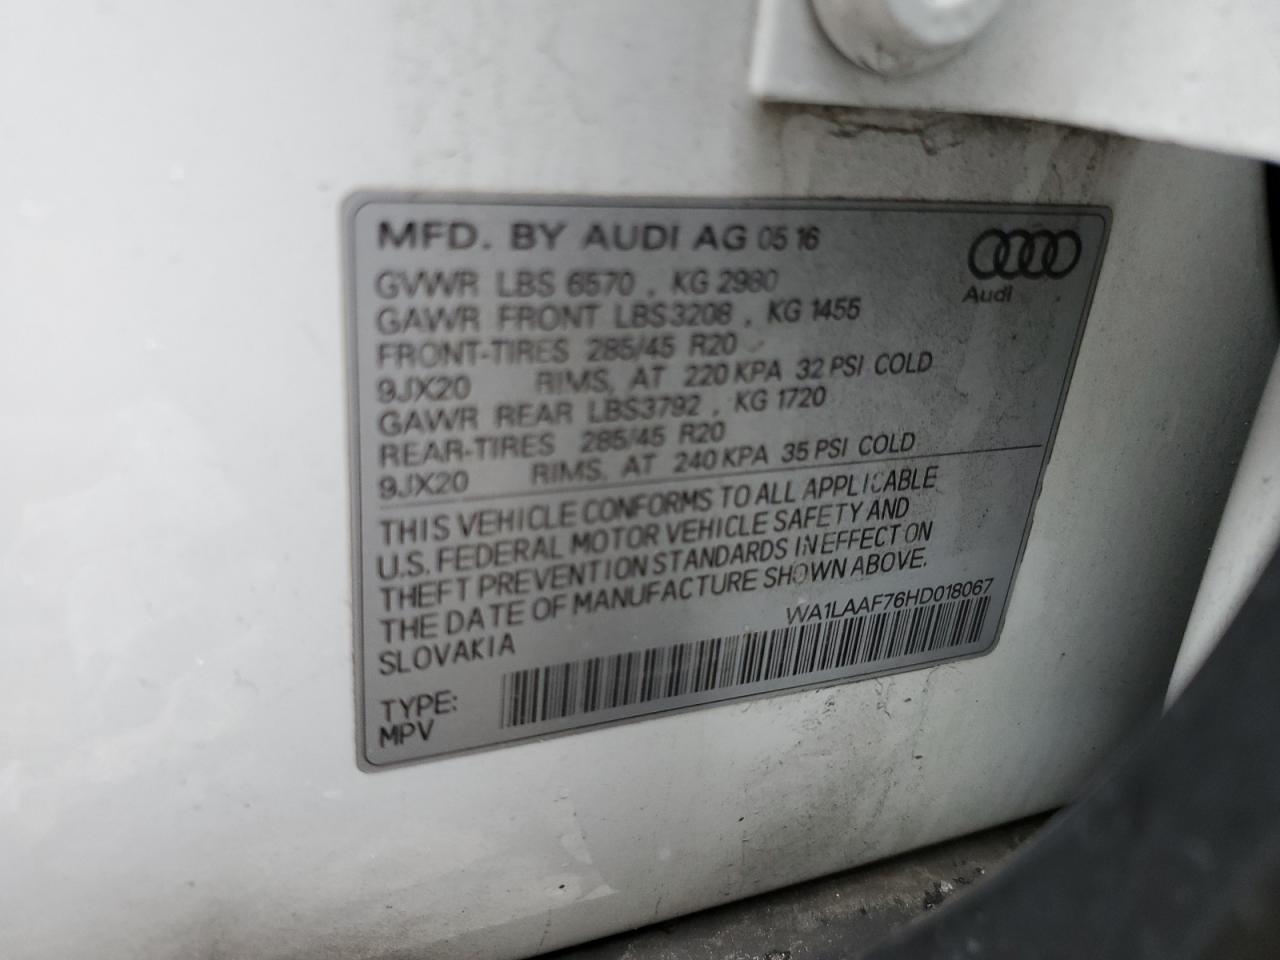 MFD. BY AUDI AG 05 16
Audi
GVWR LBS 6570 , KG 2980
GAWR FRONT LBS3208 , KG 1455
FRONT-TIRES 285/45 R20
9JX20 RIMS, AT 220 KPA 32 PSI COLD
GAWR REAR LBS3792 , KG 1720
REAR-TIRES 285/45 R20
9JX20 RIMS, AT 240 KPA 35 PSI COLD
THIS VEHICLE CONFORMS TO ALL APPLICABLE
U.S. FEDERAL MOTOR VEHICLE SAFETY AND
THEFT PREVENTION STANDARDS IN EFFECT ON
THE DATE OF MANUFACTURE SHOWN ABOVE.
SLOVAKIA
WA1LAAF76HD018067
TYPE:
MPV